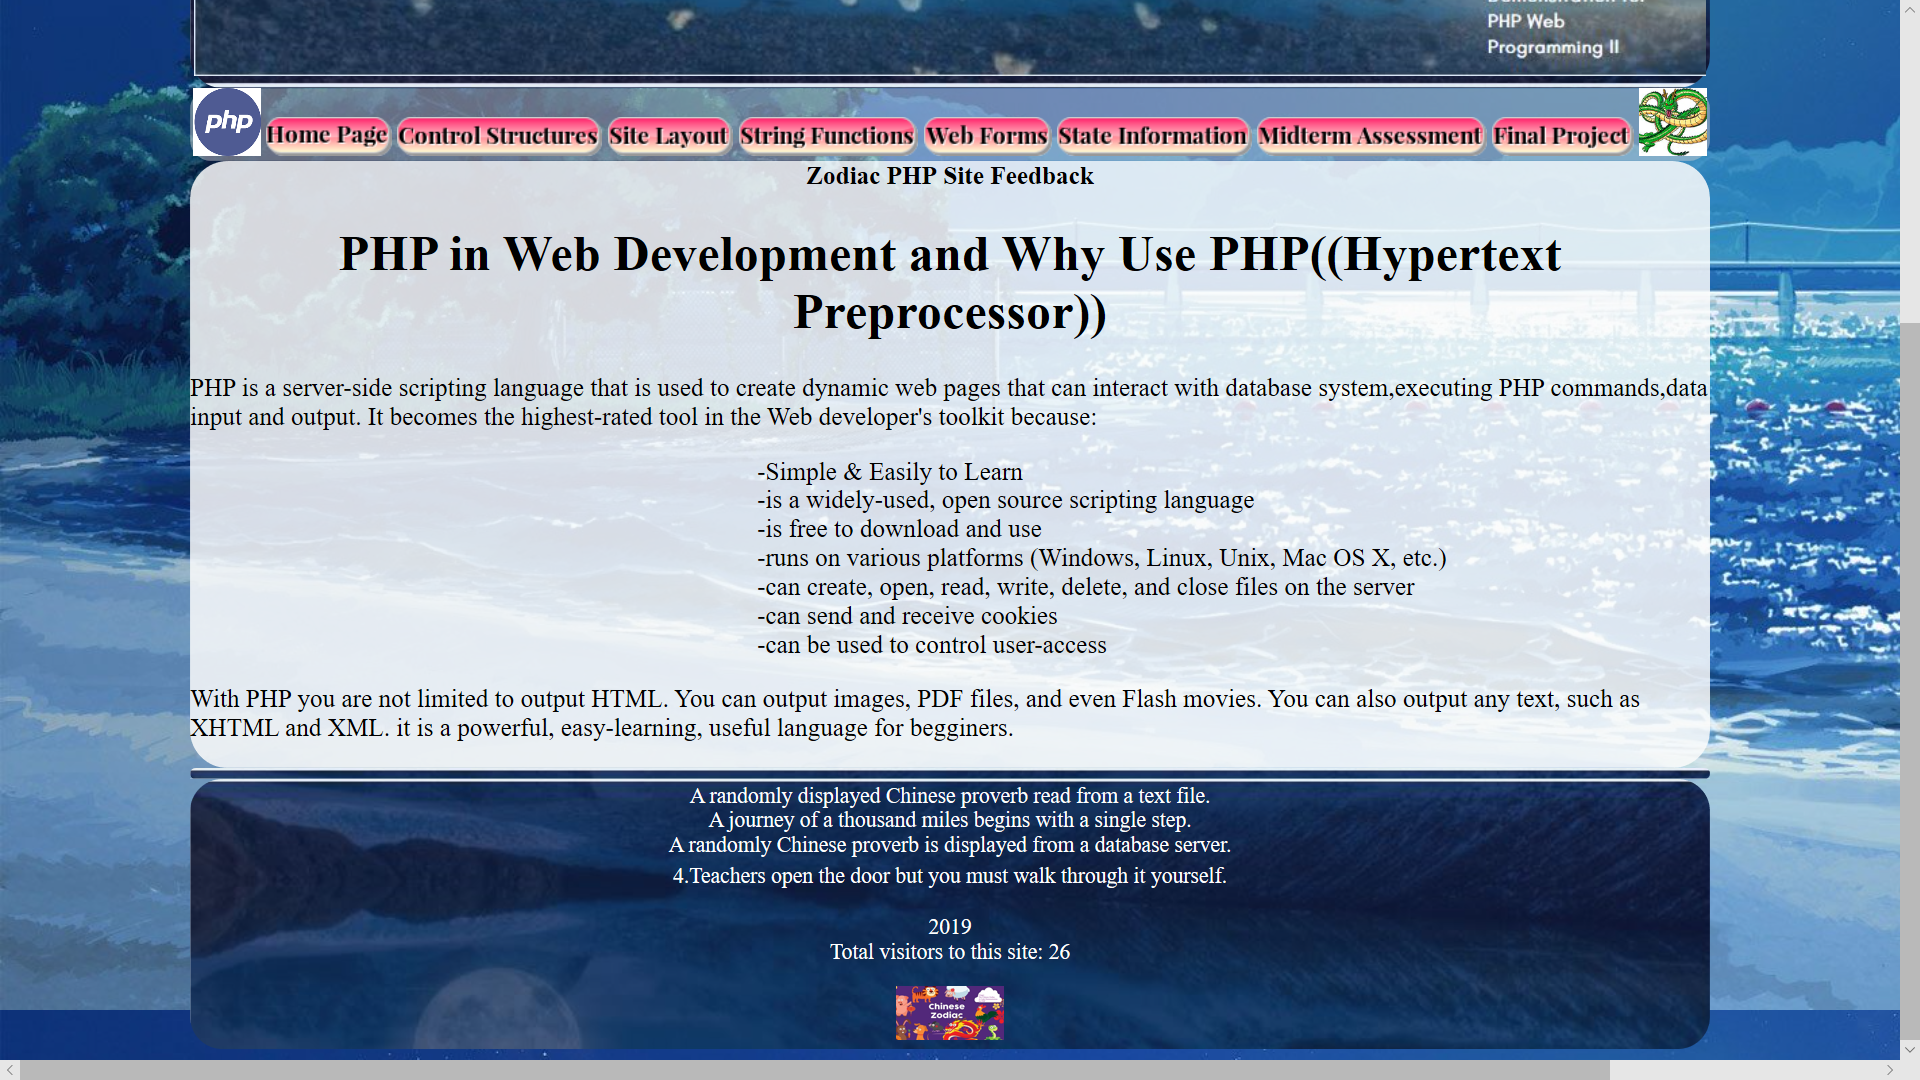 PHP Web
Programming II
php
Home Page
Control Structures
Site Layout
String Functions
Web Forms
State Information
Midterm Assessment
Final Project
Zodiac PHP Site Feedback
PHP in Web Development and Why Use PHP((Hypertext
Preprocessor))
PHP is a server-side scripting language that is used to create dynamic web pages that can interact with database system,executing PHP commands,data
input and output. It becomes the highest-rated tool in the Web developer's toolkit because:
-Simple & Easily to Learn
-is a widely-used, open source scripting language
-is free to download and use
-runs on various platforms (Windows, Linux, Unix, Mac OS X, etc.)
-can create, open, read, write, delete, and close files on the server
-can send and receive cookies
-can be used to control user-access
With PHP you are not limited to output HTML. You can output images, PDF files, and even Flash movies. You can also output any text, such as
XHTML and XML. it is a powerful, easy-learning, useful language for begginers.
A randomly displayed Chinese proverb read from a text file.
A journey of a thousand miles begins with a single step.
A randomly Chinese proverb is displayed from a database server.
4.Teachers open the door but you must walk through it yourself.
2019
Total visitors to this site: 26
Chinese
Zodiac